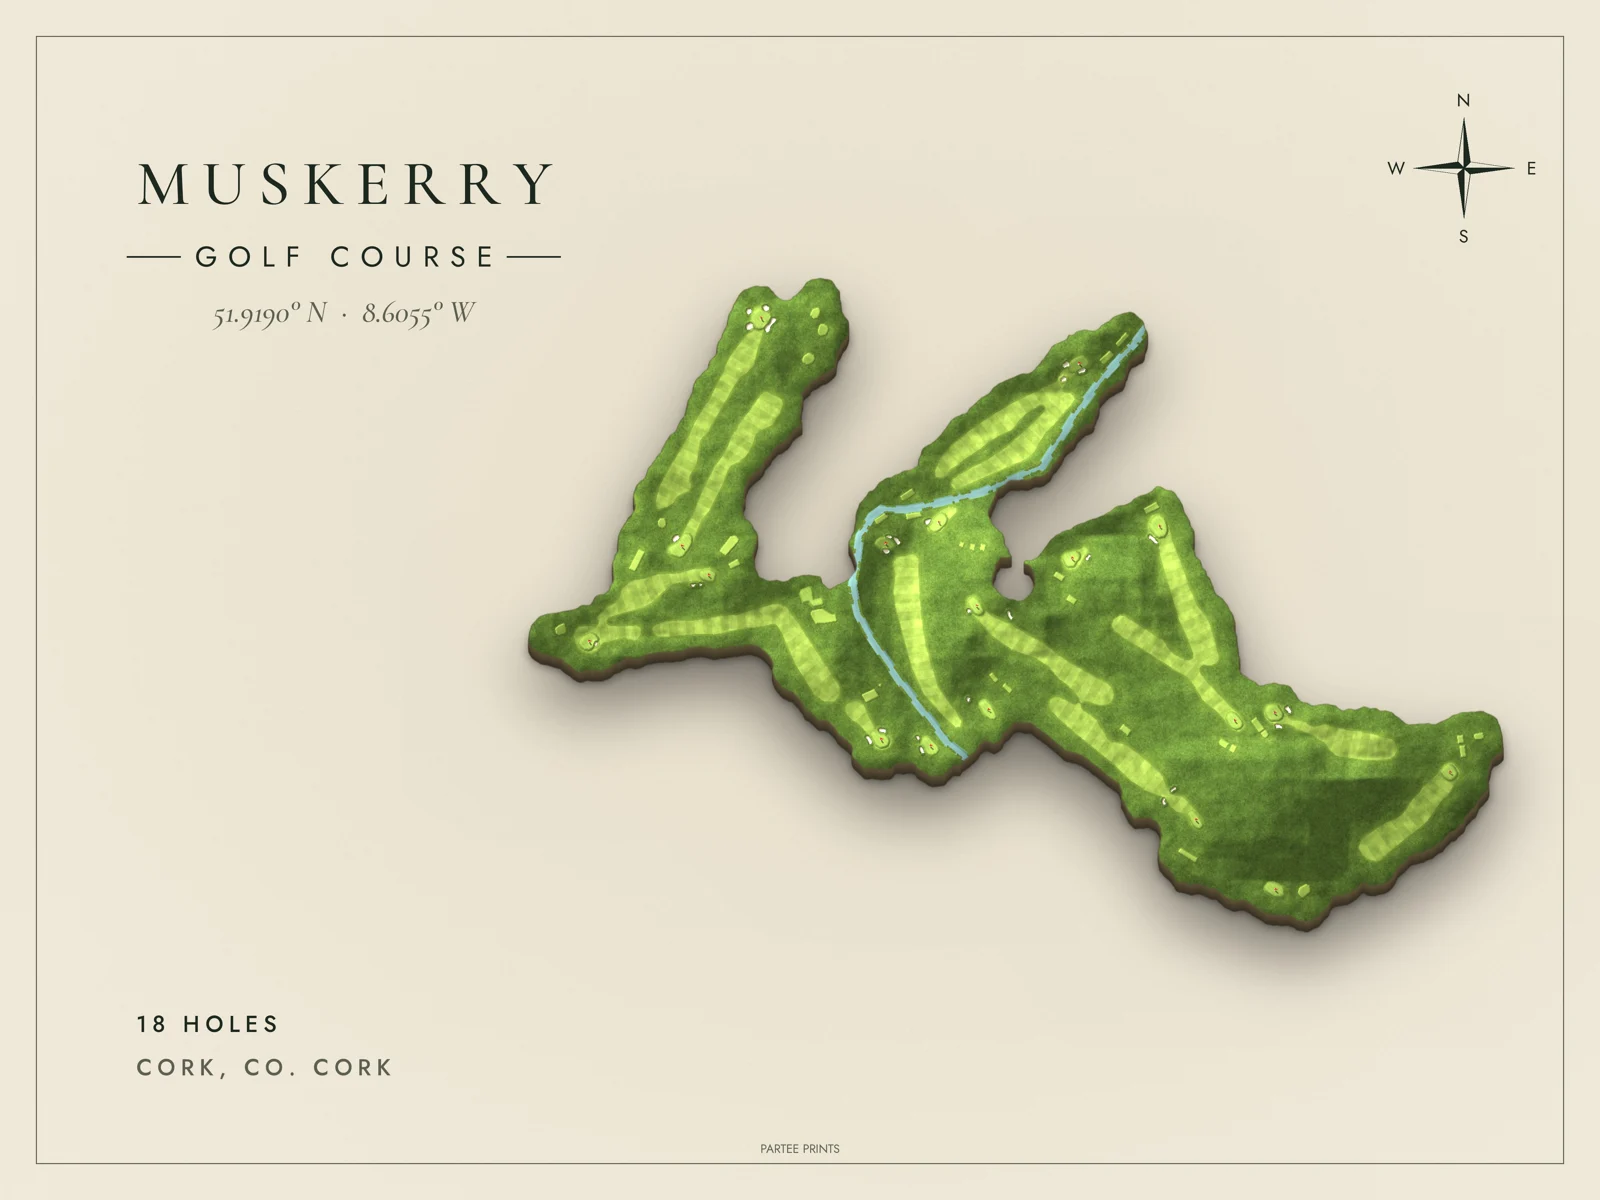 MUSKERRY
GOLF COURSE
51.9190° N · 8.6055° W
N
W E
S
18 HOLES
CORK, CO. CORK
PARTEE PRINTS